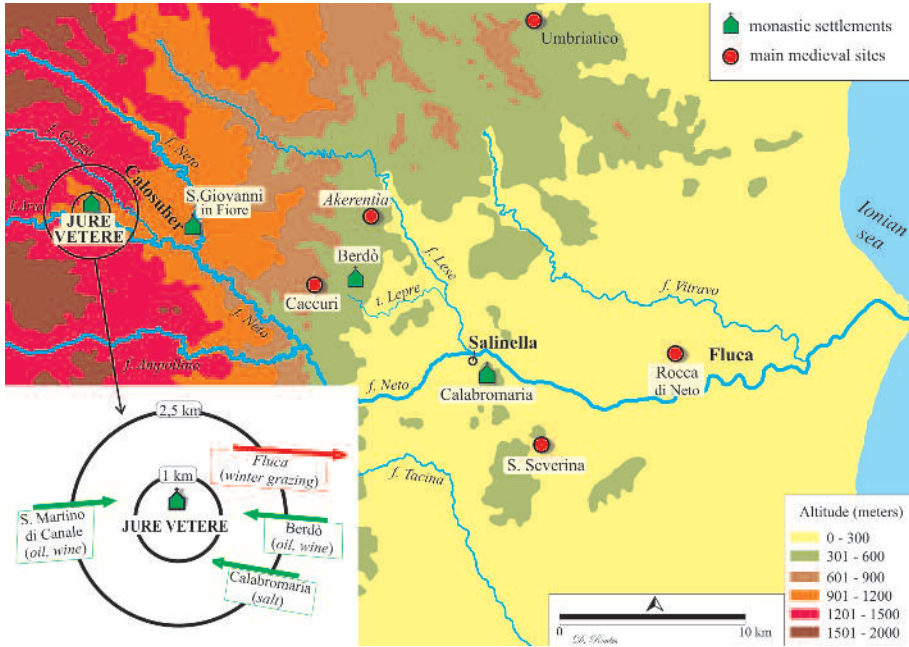 monastic settlements
main medieval sites
Umbriatico
t. Garga
f. Neto
Calosuber
S.Giovanni
in Fiore
Akerentia
f. Arvo
JURE
VETERE
Berdò
f. Lese
Ionian
sea
Caccuri
t. Lepre
f. Vitravo
f. Neto
Salinella
f. Ampollino
Fluca
Rocca
di Neto
f. Neto
Calabromaria
2,5 km
S. Severina
Fluca
(winter grazing)
f. Tacina
1 km
S. Martino
di Canale
(oil, wine)
JURE VETERE
Berdò
(oil, wine)
Calabromaria
(salt)
Altitude (meters)
0 - 300
301 - 600
601 - 900
901 - 1200
1201 - 1500
1501 - 2000
0
10 km